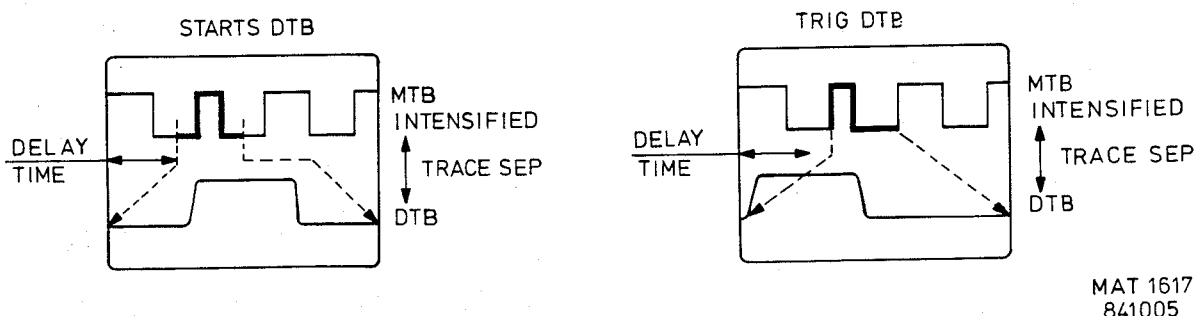 STARTS DTB
MTB
INTENSIFIED
DELAY
TIME
TRACE SEP
DTB
TRIG DTB
MTB
INTENSIFIED
DELAY
TIME
TRACE SEP
DTB
MAT 1617
841005